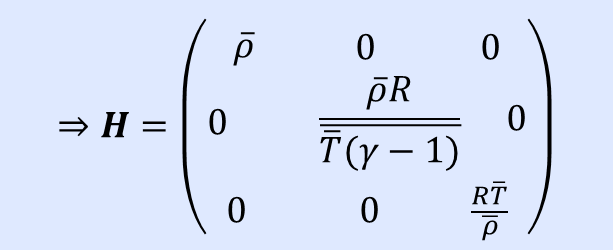 ⇒ H = ( ρ̄ 0 0
0 ρ̄R / T̄(γ − 1) 0
0 0 RT̄ / ρ̄ )